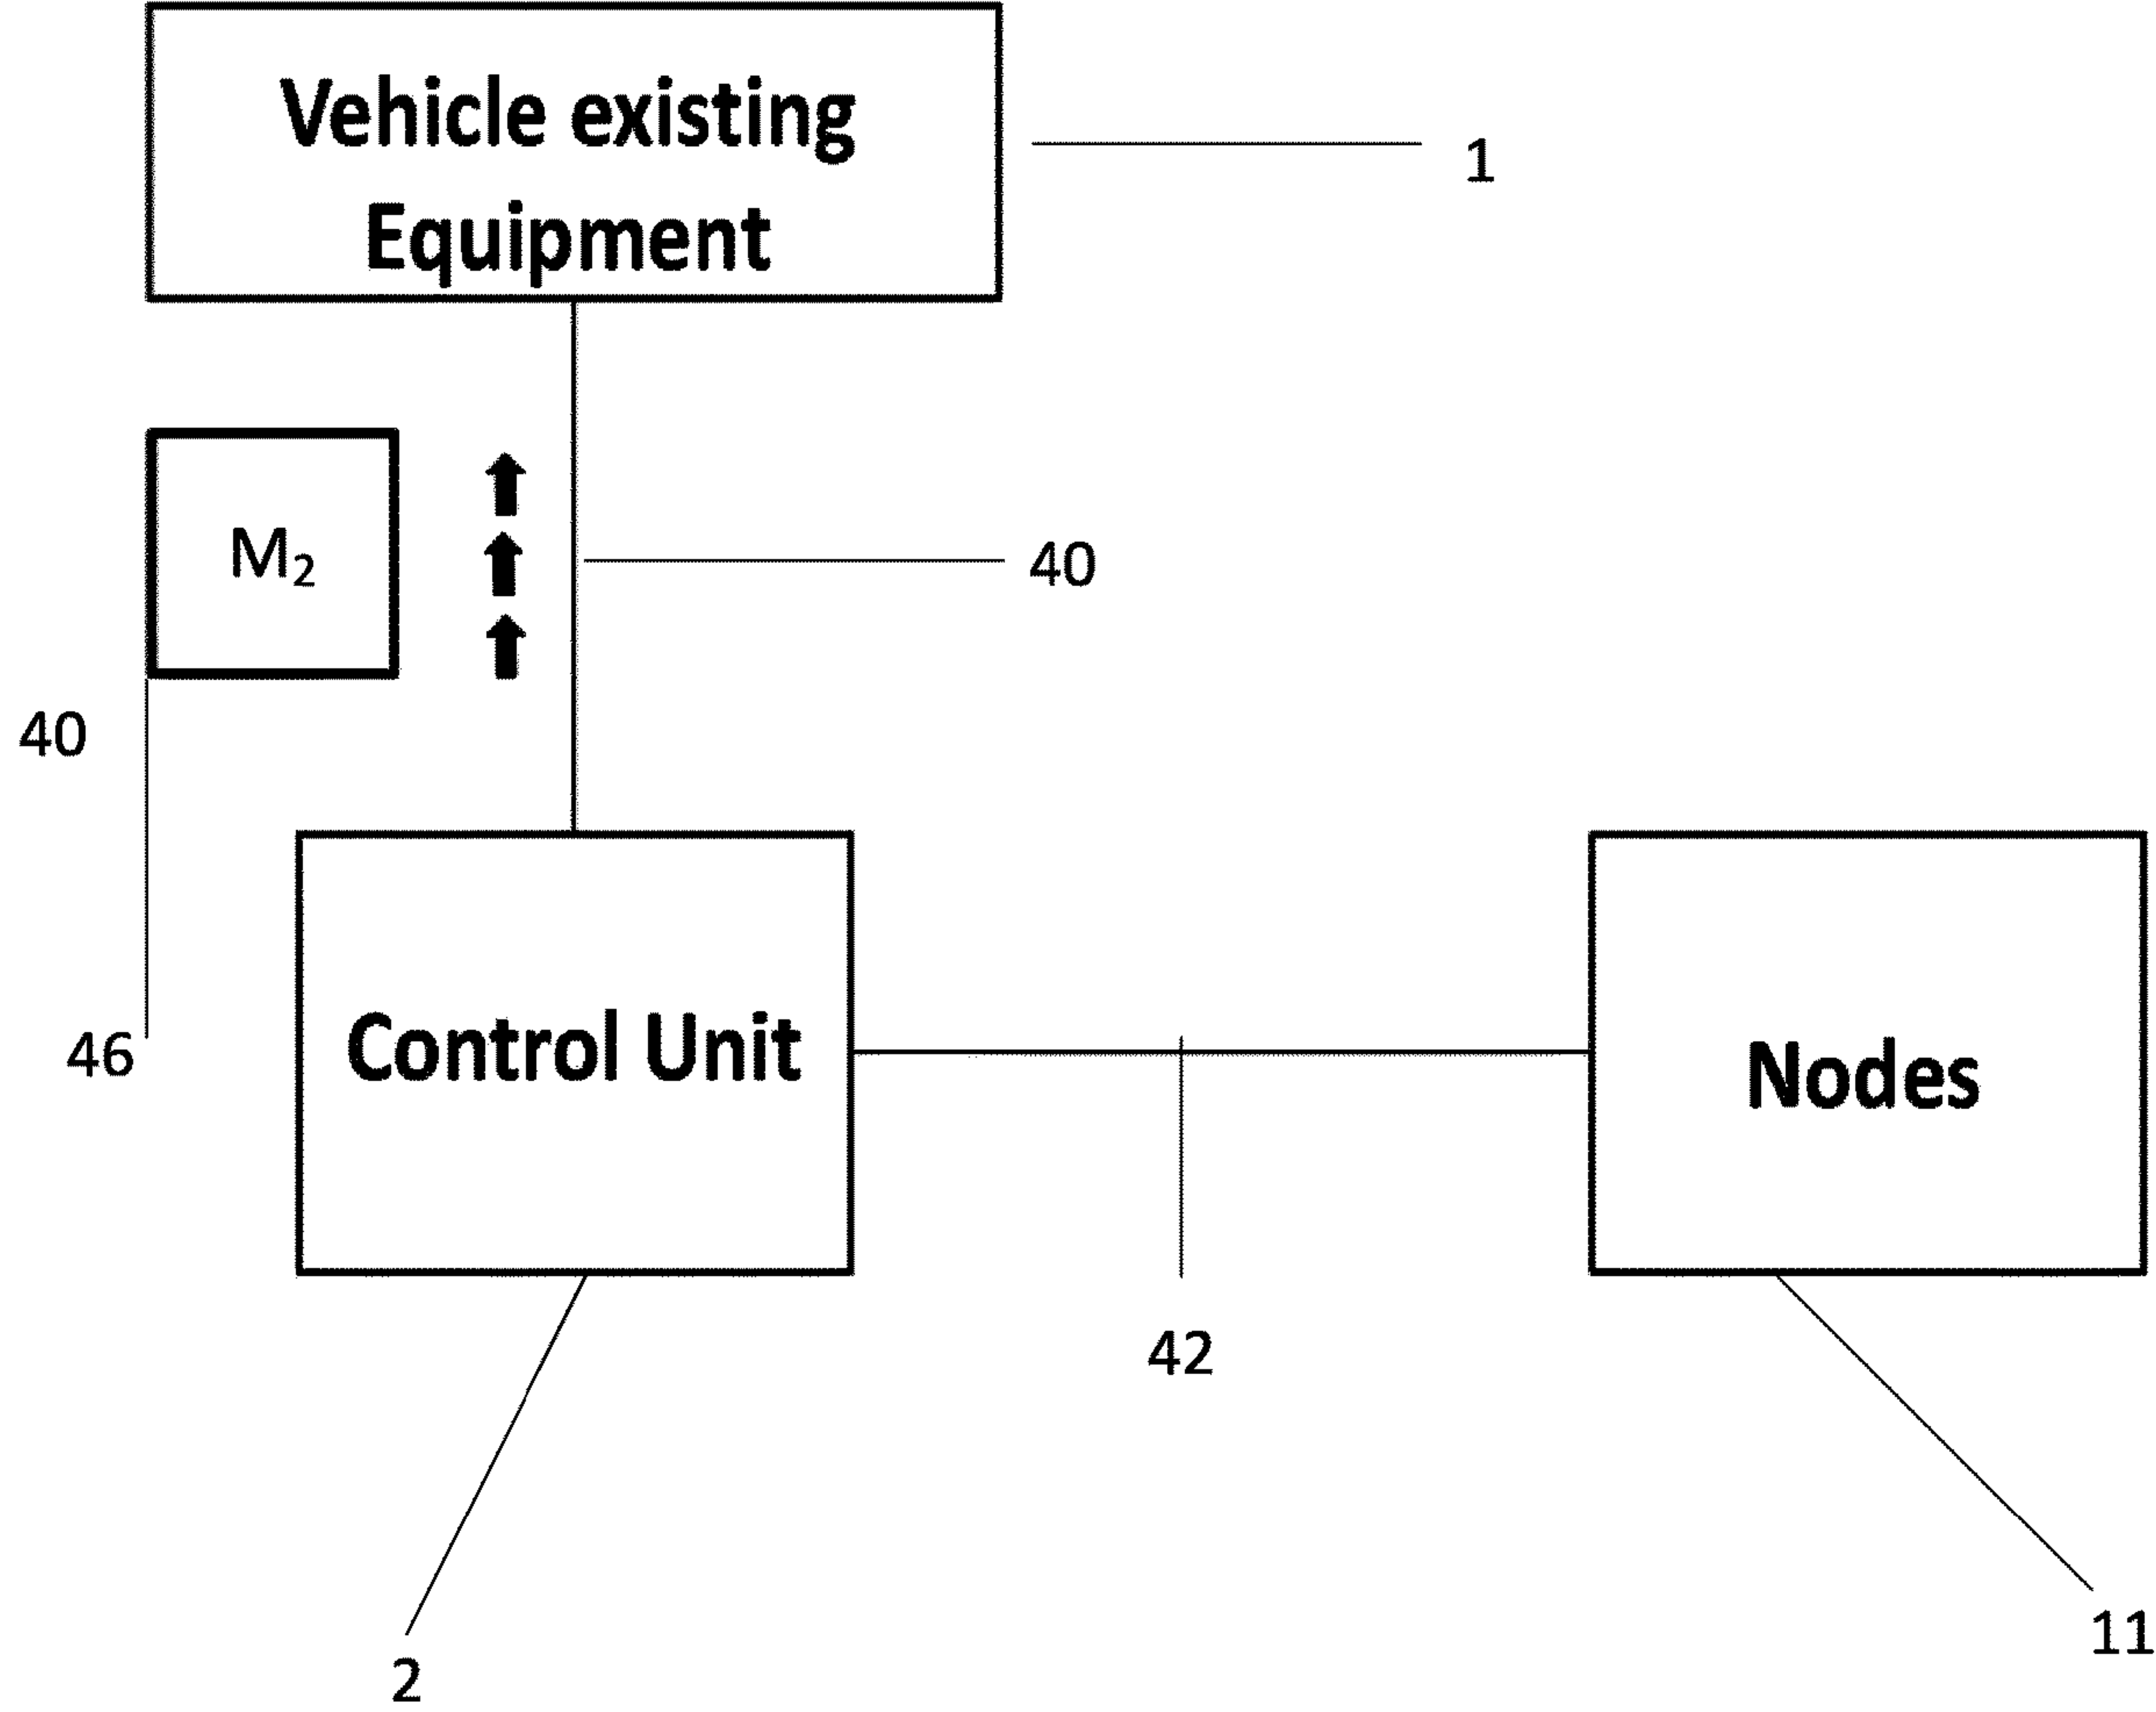 Vehicle existing
Equipment
1
M₂
40
40
46
Control Unit
Nodes
42
2
11